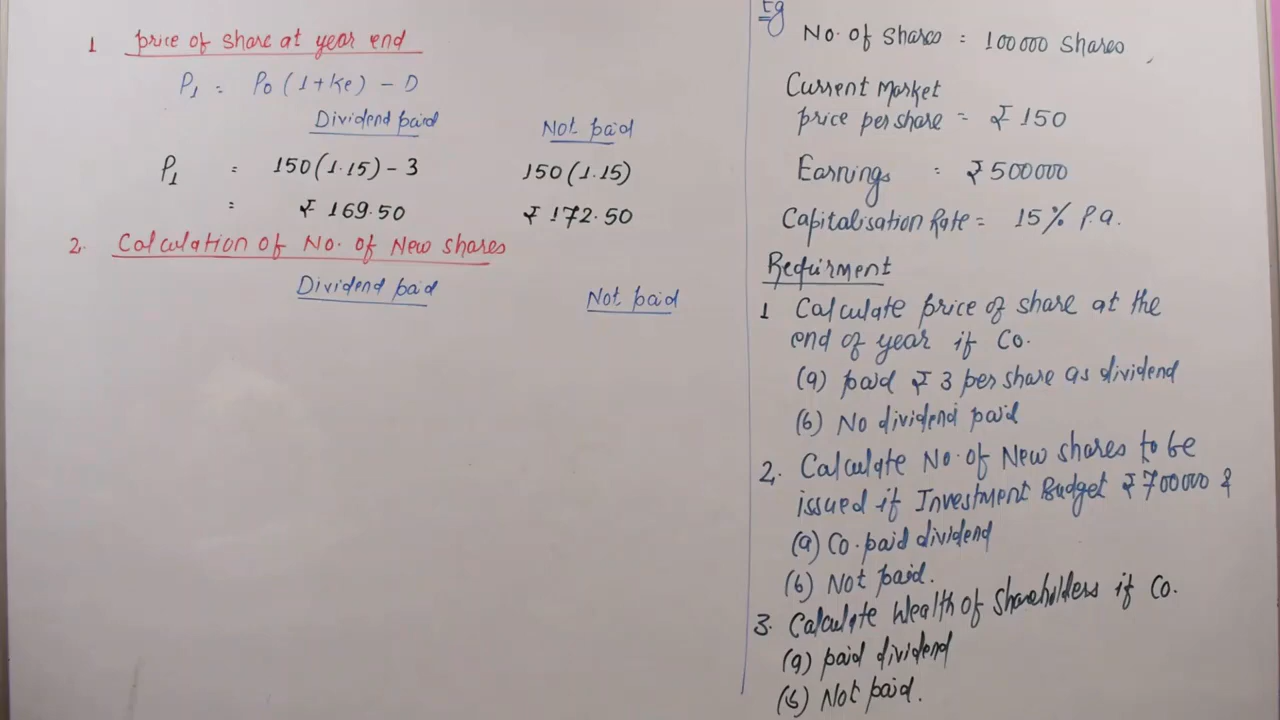 1 price of share at year end
P1 = P0 (1+ke) - D
Dividend paid Not paid
P1 = 150(1.15) - 3 150(1.15)
= ₹ 169.50 ₹ 172.50
2. Calculation of No. of New shares
Dividend paid Not paid
Eg
No. of shares = 100000 shares
Current Market
price per share = ₹ 150
Earnings = ₹ 500000
Capitalisation Rate = 15% P.a.
Requirment
1 Calculate price of share at the
end of year if Co.
(a) paid ₹ 3 per share as dividend
(b) No dividend paid
2. Calculate No. of New shares to be
issued if Investment Budget ₹ 700000 &
(a) Co. paid dividend
(b) Not paid.
3. Calculate Wealth of Shareholders if Co.
(a) paid dividend
(b) Not paid.